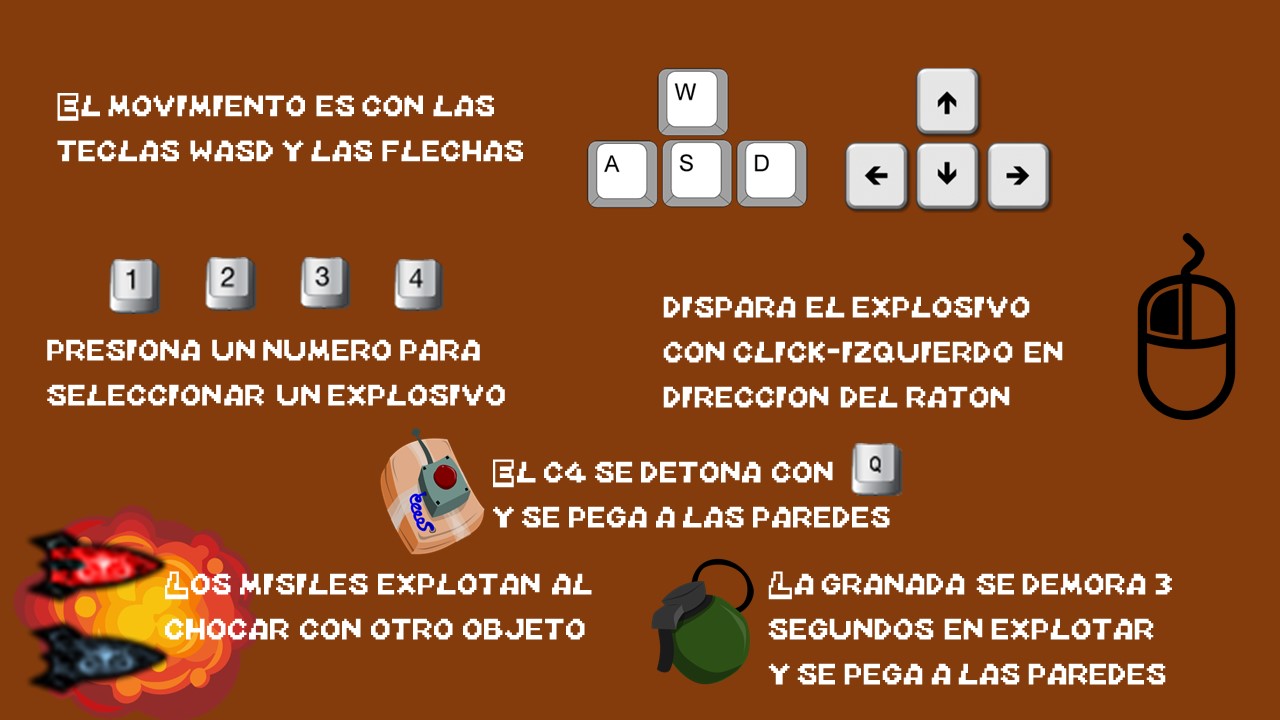 El movimiento es con las
teclas WASD y las flechas
W
A S D
↑
← ↓ →
1 2 3 4
Presiona un numero para
seleccionar un explosivo
Dispara el explosivo
con click-izquierdo en
direccion del raton
El C4 se detona con Q
y se pega a las paredes
Los misiles explotan al
chocar con otro objeto
La granada se demora 3
segundos en explotar
y se pega a las paredes